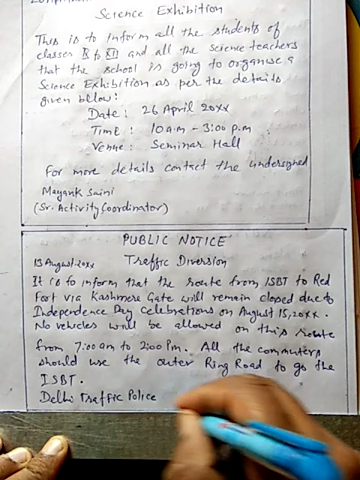 Science Exhibition
This is to inform all the students of
classes X to XII and all the science teachers
that the school is going to organise a
Science Exhibition as per the details
given bllow:
Date: 26 April 20xx
Time: 10 a.m - 3:00 p.m
Venue: Seminar Hall
For more details contact the undersigned
Mayank Saini
(Sr. Activity Coordinator)
PUBLIC NOTICE
13 August 20xx Traffic Diversion
It is to inform that the route from ISBT to Red
Foot via Kashmere Gate will remain closed due to
Independence Day Celebrations on August 15, 20xx.
No vehicles will be allowed on this route
from 7:00 am to 2:00 Pm. All the commuters
should use the outer Ring Road to go the
ISBT.
Delhi Traffic Police